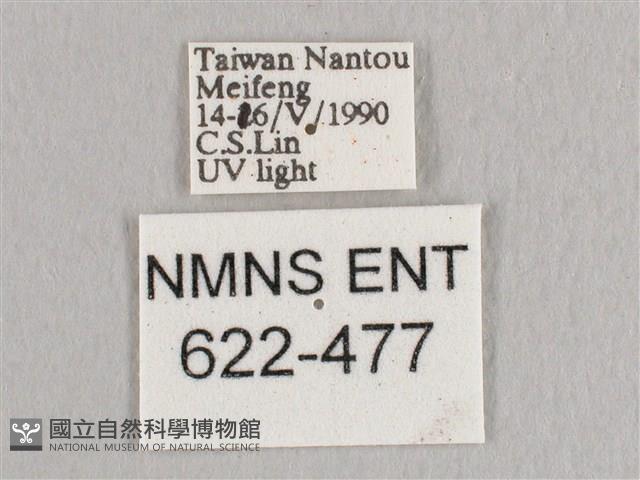 Taiwan Nantou
Meifeng
14-16/V/1990
C.S.Lin
UV light
NMNS ENT
622-477
國立自然科學博物館
NATIONAL MUSEUM OF NATURAL SCIENCE